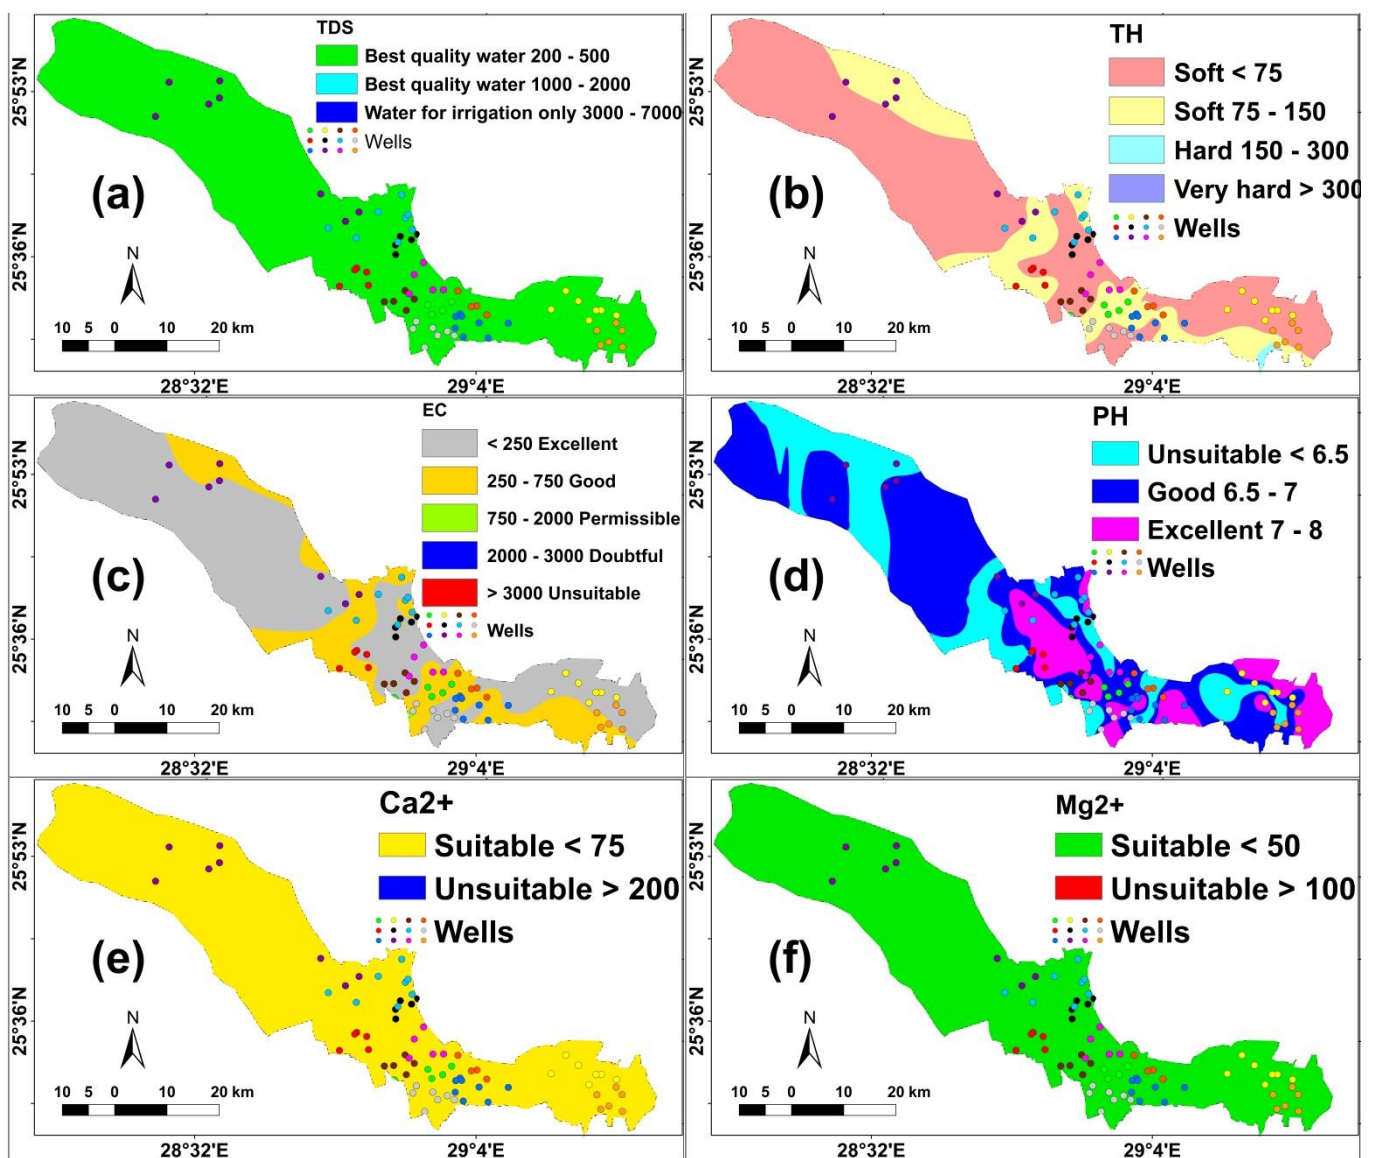 TDS
Best quality water 200 - 500
Best quality water 1000 - 2000
Water for irrigation only 3000 - 7000
Wells
(a)
N
10 5 0 10 20 km
25°53'N
25°36'N
28°32'E 29°4'E
TH
Soft < 75
Soft 75 - 150
Hard 150 - 300
Very hard > 300
Wells
(b)
N
10 5 0 10 20 km
25°53'N
25°36'N
28°32'E 29°4'E
EC
< 250 Excellent
250 - 750 Good
750 - 2000 Permissible
2000 - 3000 Doubtful
> 3000 Unsuitable
Wells
(c)
N
10 5 0 10 20 km
25°53'N
25°36'N
28°32'E 29°4'E
PH
Unsuitable < 6.5
Good 6.5 - 7
Excellent 7 - 8
Wells
(d)
N
10 5 0 10 20 km
25°53'N
25°36'N
28°32'E 29°4'E
Ca2+
Suitable < 75
Unsuitable > 200
Wells
(e)
N
10 5 0 10 20 km
25°53'N
25°36'N
28°32'E 29°4'E
Mg2+
Suitable < 50
Unsuitable > 100
Wells
(f)
N
10 5 0 10 20 km
25°53'N
25°36'N
28°32'E 29°4'E